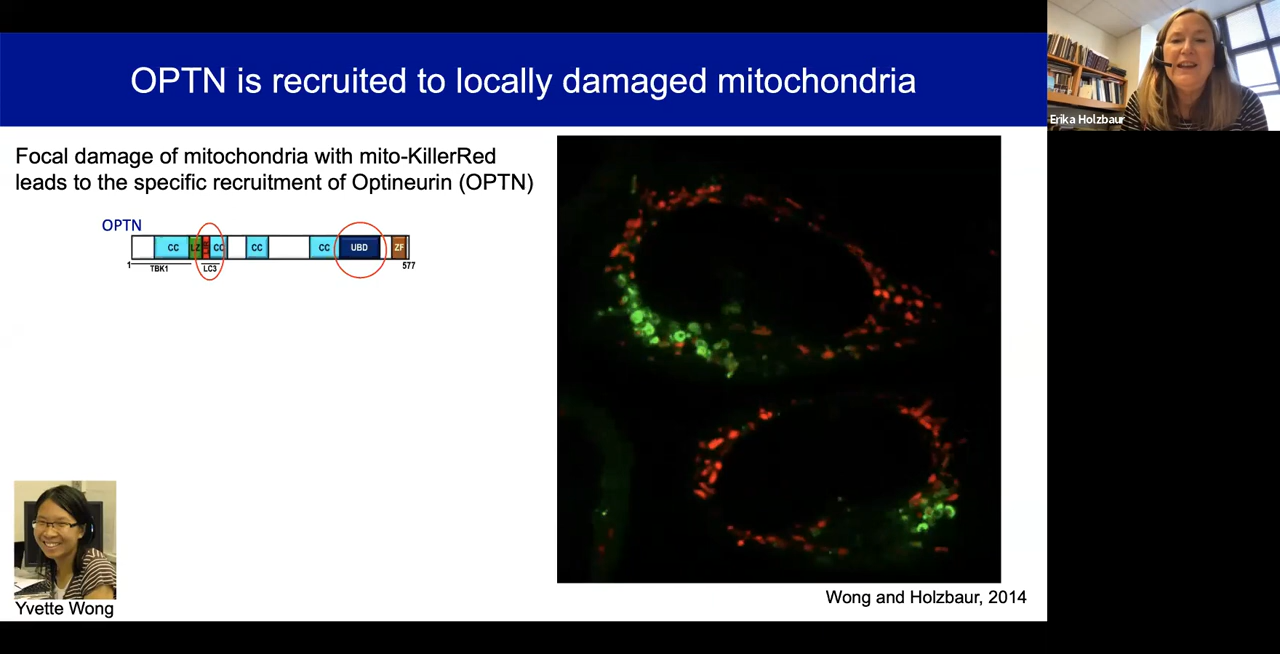 OPTN is recruited to locally damaged mitochondria
Erika Holzbaur
Focal damage of mitochondria with mito-KillerRed
leads to the specific recruitment of Optineurin (OPTN)
OPTN
CC LZ CC CC CC UBD ZF
1 TBK1 LC3 577
Yvette Wong
Wong and Holzbaur, 2014